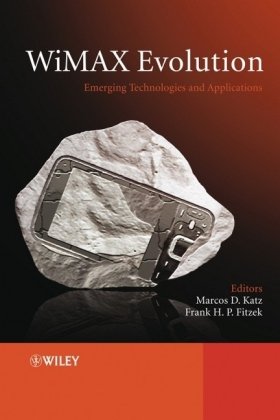 WiMAX Evolution
Emerging Technologies and Applications
Editors
Marcos D. Katz
Frank H. P. Fitzek
WILEY